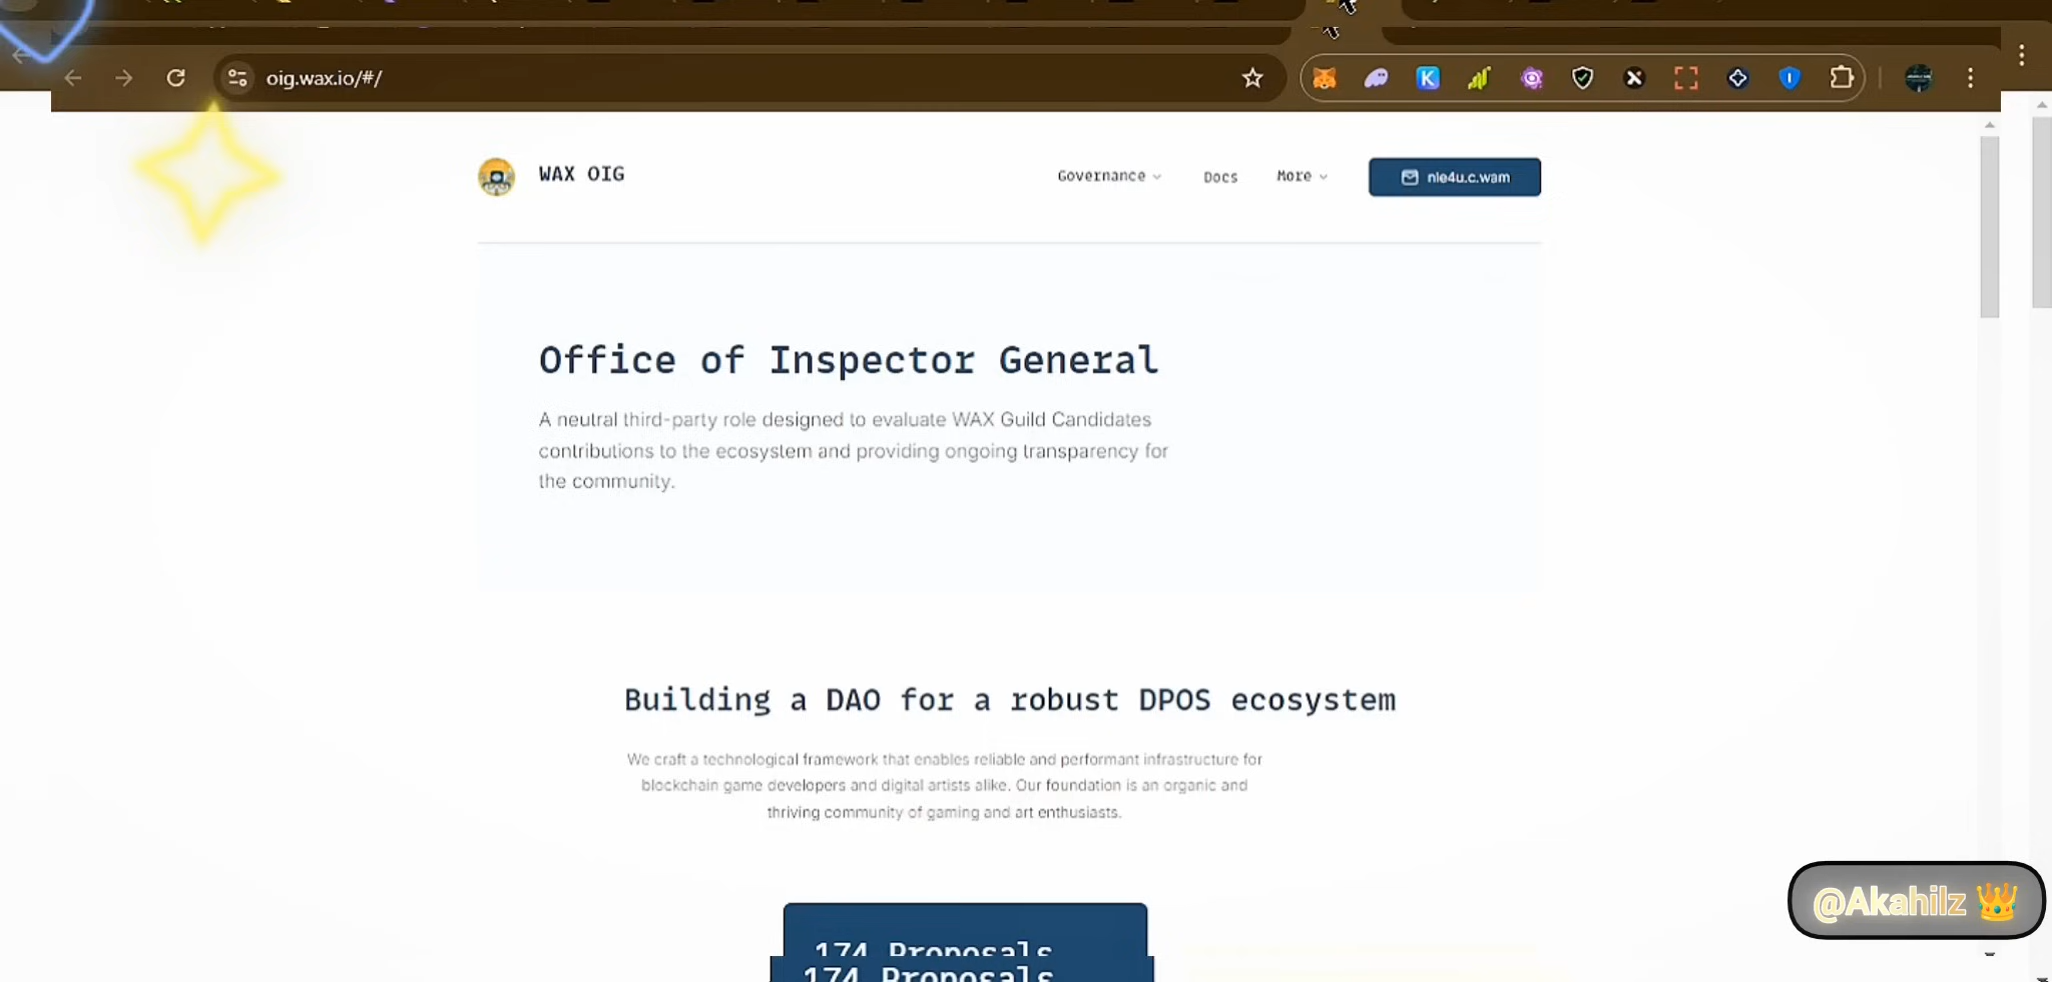 oig.wax.io/#/
WAX OIG
Governance
Docs
More
nle4u.c.wam
Office of Inspector General
A neutral third-party role designed to evaluate WAX Guild Candidates
contributions to the ecosystem and providing ongoing transparency for
the community.
Building a DAO for a robust DPOS ecosystem
We craft a technological framework that enables reliable and performant infrastructure for
blockchain game developers and digital artists alike. Our foundation is an organic and
thriving community of gaming and art enthusiasts.
174 Proposals
174 Proposals
@Akahilz